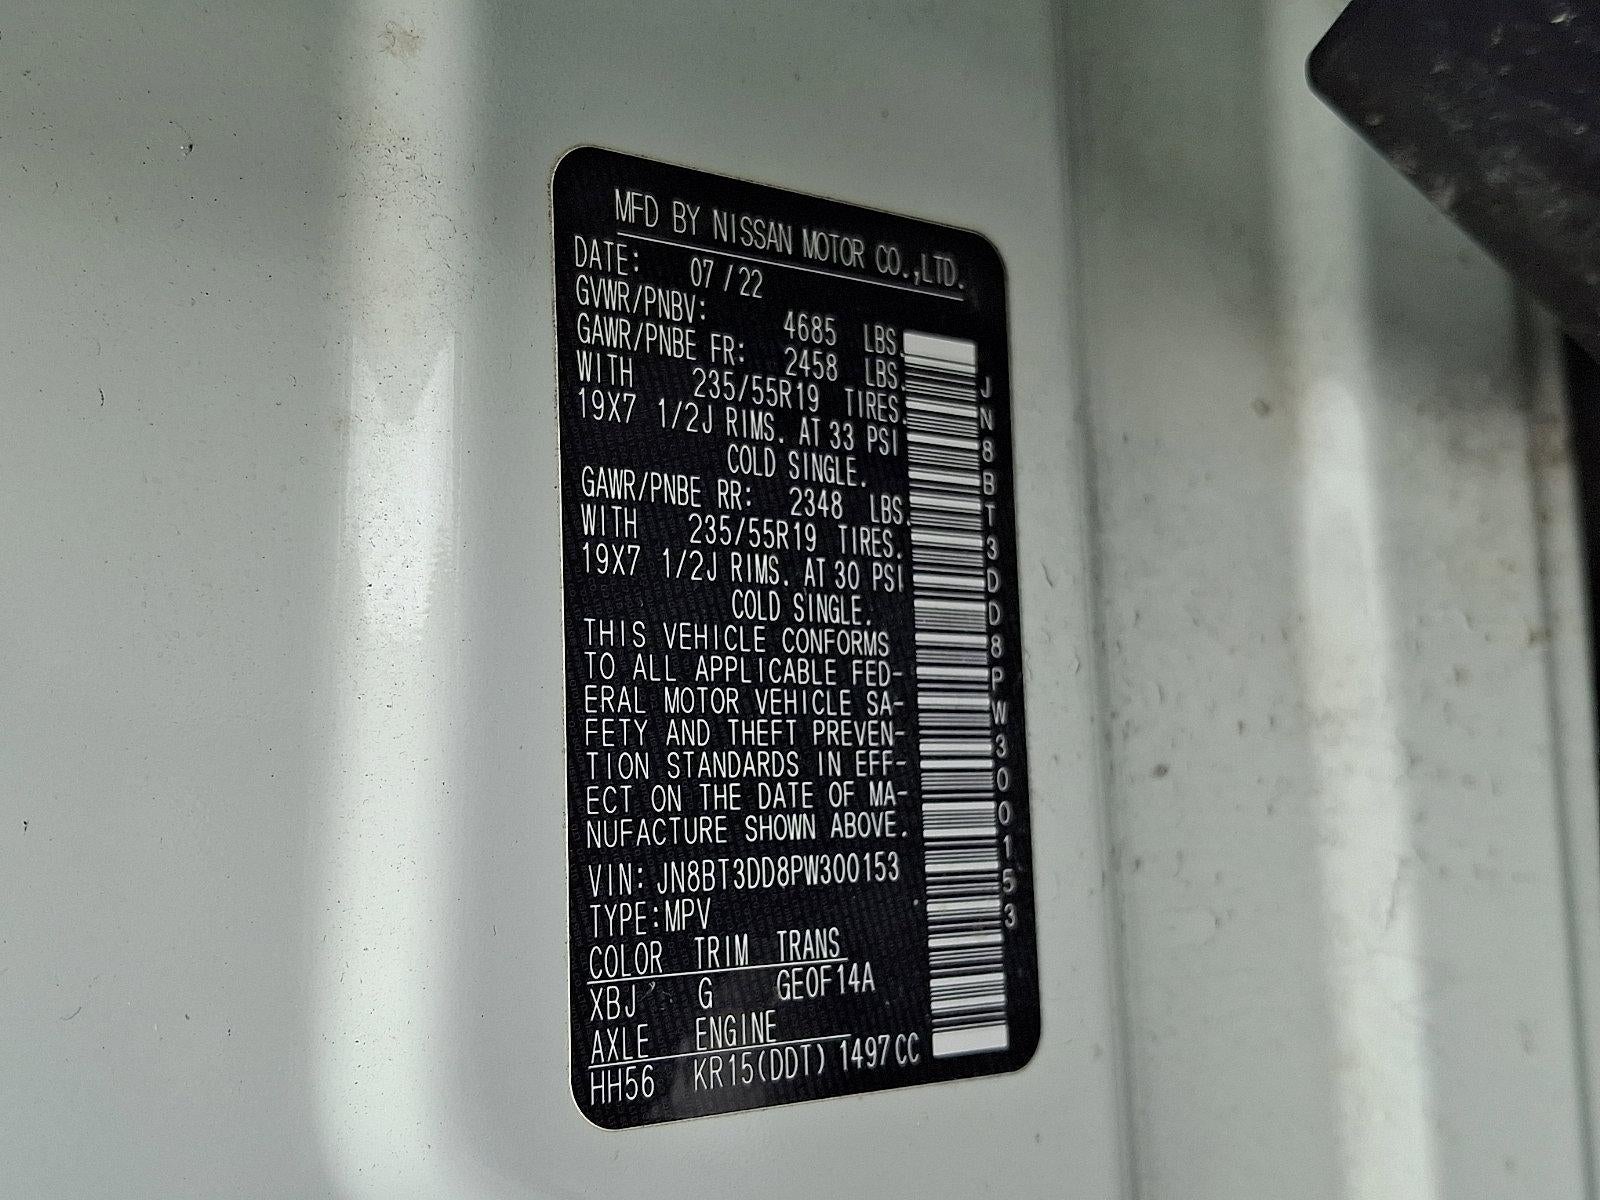 MFD BY NISSAN MOTOR CO.,LTD.
DATE: 07/22
GVWR/PNBV: 4685 LBS.
GAWR/PNBE FR: 2458 LBS.
WITH 235/55R19 TIRES.
19X7 1/2J RIMS. AT 33 PSI
COLD SINGLE.
GAWR/PNBE RR: 2348 LBS.
WITH 235/55R19 TIRES.
19X7 1/2J RIMS. AT 30 PSI
COLD SINGLE.
THIS VEHICLE CONFORMS
TO ALL APPLICABLE FED-
ERAL MOTOR VEHICLE SA-
FETY AND THEFT PREVEN-
TION STANDARDS IN EFF-
ECT ON THE DATE OF MA-
NUFACTURE SHOWN ABOVE.
VIN: JN8BT3DD8PW300153
TYPE:MPV
COLOR TRIM TRANS
XBJ G GE0F14A
AXLE ENGINE
HH56 KR15(DDT) 1497CC
JN8BT3DD8PW300153